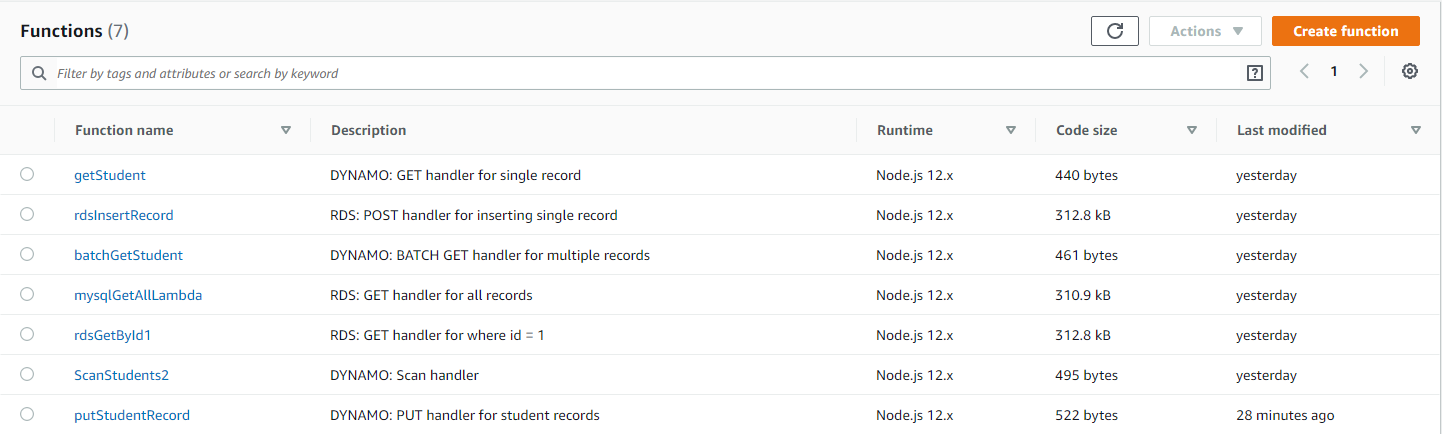 Functions (7) Actions Create function
Filter by tags and attributes or search by keyword ? 1
Function name Description Runtime Code size Last modified
getStudent DYNAMO: GET handler for single record Node.js 12.x 440 bytes yesterday
rdsInsertRecord RDS: POST handler for inserting single record Node.js 12.x 312.8 kB yesterday
batchGetStudent DYNAMO: BATCH GET handler for multiple records Node.js 12.x 461 bytes yesterday
mysqlGetAllLambda RDS: GET handler for all records Node.js 12.x 310.9 kB yesterday
rdsGetById1 RDS: GET handler for where id = 1 Node.js 12.x 312.8 kB yesterday
ScanStudents2 DYNAMO: Scan handler Node.js 12.x 495 bytes yesterday
putStudentRecord DYNAMO: PUT handler for student records Node.js 12.x 522 bytes 28 minutes ago